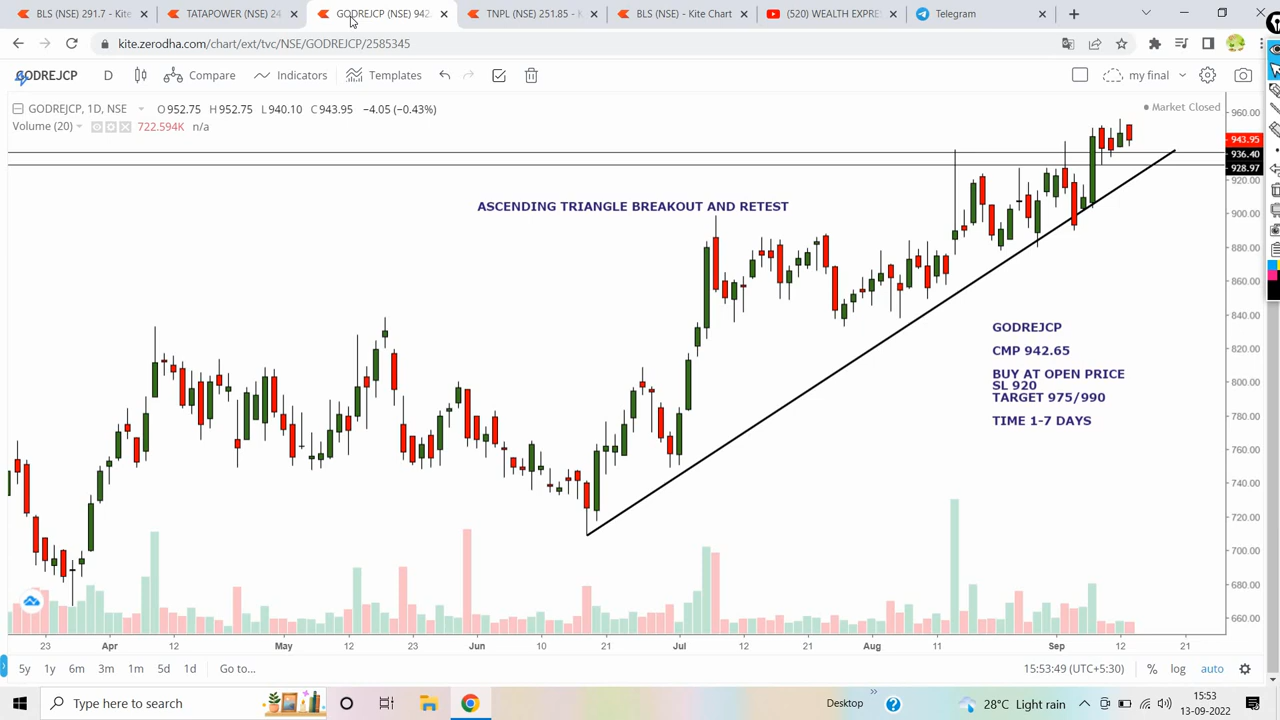 BLS (NSE) 291.7 - Kite
TATAPOWER (NSE) 24
GODREJCP (NSE) 942.
TNPL (NSE) 251.85 - Kite
BLS (NSE) - Kite Chart
(520) WEALTH EXPRE
Telegram
kite.zerodha.com/chart/ext/tvc/NSE/GODREJCP/2585345
GODREJCP D Compare Indicators Templates my final
GODREJCP, 1D, NSE O952.75 H952.75 L940.10 C943.95 −4.05 (−0.43%)
Market Closed
Volume (20) 722.594K n/a
960.00
943.95
936.40
928.97
920.00
ASCENDING TRIANGLE BREAKOUT AND RETEST
900.00
880.00
860.00
840.00
GODREJCP
CMP 942.65
820.00
BUY AT OPEN PRICE
SL 920
TARGET 975/990
800.00
TIME 1-7 DAYS
780.00
760.00
740.00
720.00
700.00
680.00
660.00
23 Apr 12 May 12 23 Jun 10 21 Jul 12 21 Aug 11 Sep 12 21
5y 1y 6m 3m 1m 5d 1d Go to... 15:53:49 (UTC+5:30) % log auto
Type here to search
Desktop
28°C Light rain
15:53
13-09-2022